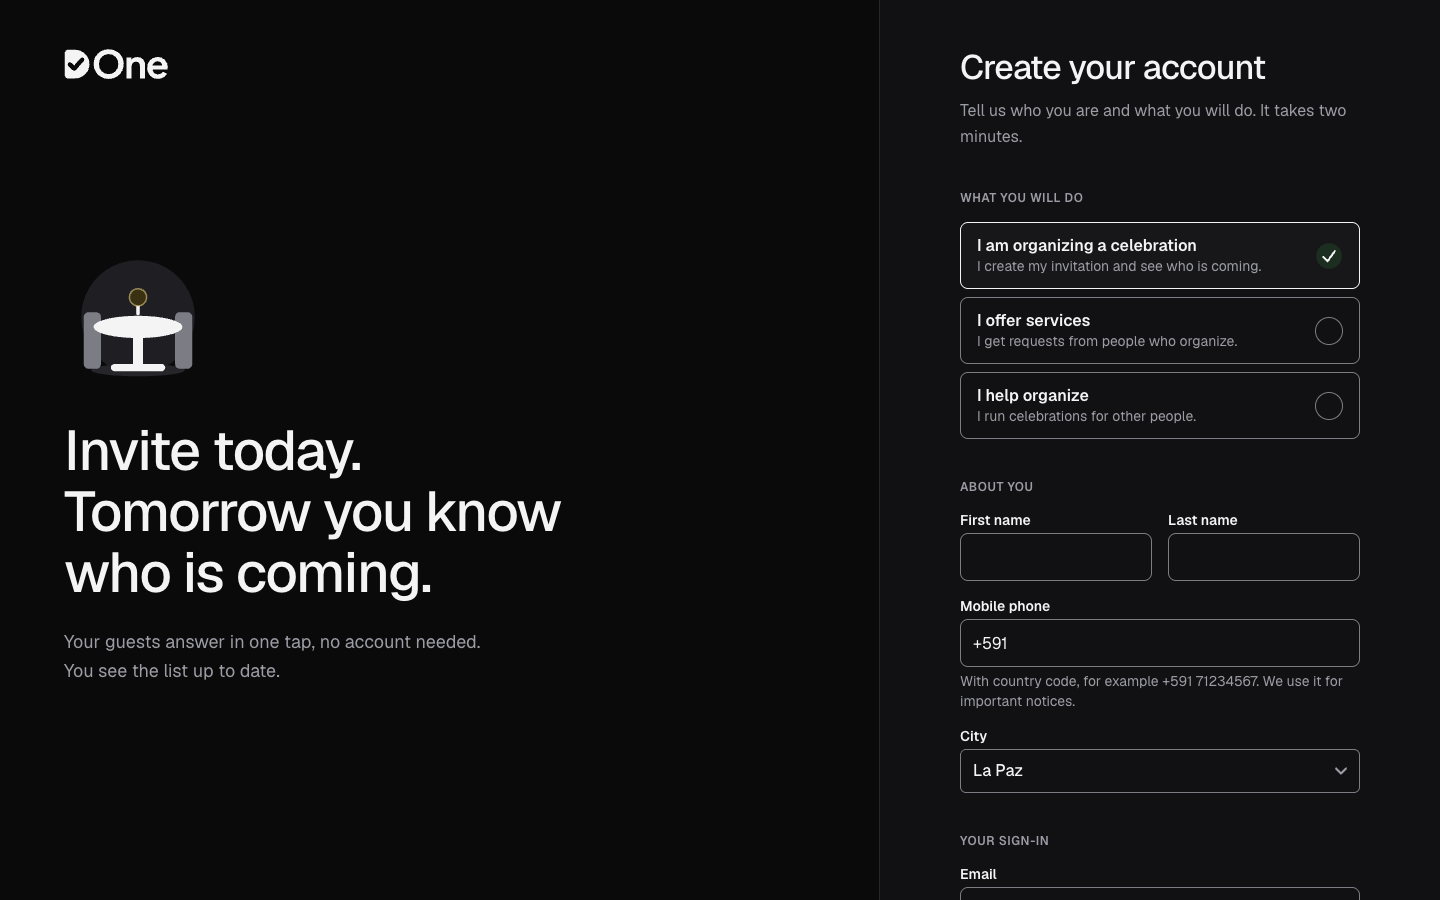 DOne
Invite today.
Tomorrow you know
who is coming.
Your guests answer in one tap, no account needed.
You see the list up to date.
Create your account
Tell us who you are and what you will do. It takes two
minutes.
WHAT YOU WILL DO
I am organizing a celebration
I create my invitation and see who is coming.
I offer services
I get requests from people who organize.
I help organize
I run celebrations for other people.
ABOUT YOU
First name Last name
Mobile phone
+591
With country code, for example +591 71234567. We use it for
important notices.
City
La Paz
YOUR SIGN-IN
Email